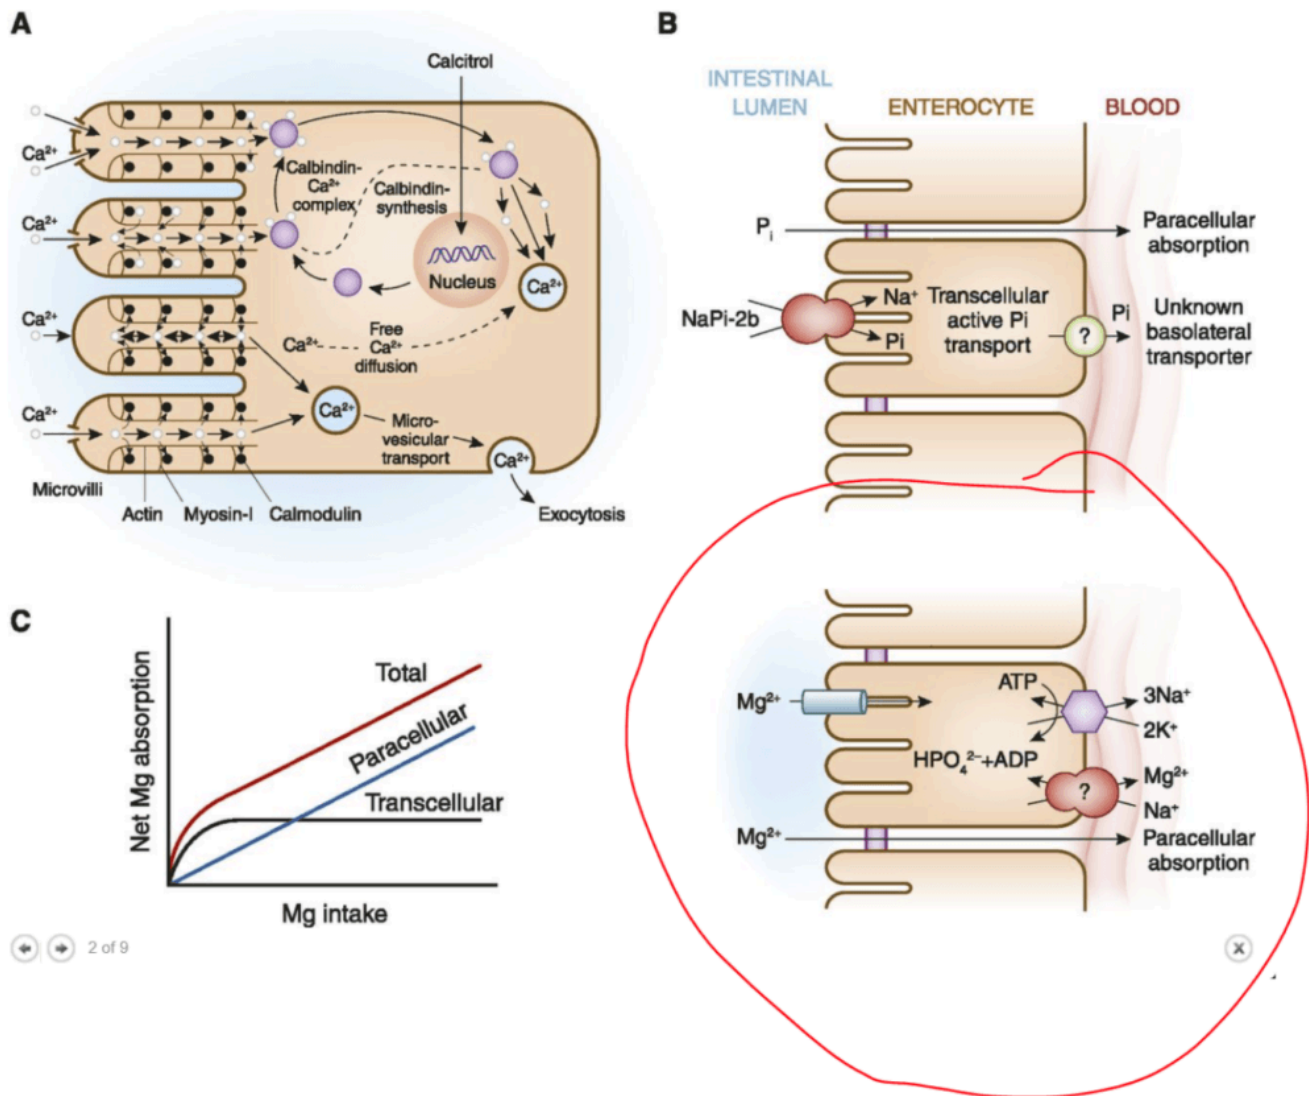 A
Calcitrol
Ca²⁺
Calbindin-
Ca²⁺
complex
Calbindin-
synthesis
Ca²⁺
Nucleus
Ca²⁺
Ca²⁺
Free
Ca²⁺
Ca²⁺
diffusion
Ca²⁺
Ca²⁺
Micro-
vesicular
transport
Ca²⁺
Microvilli
Actin
Myosin-I
Calmodulin
Exocytosis
B
INTESTINAL
LUMEN
ENTEROCYTE
BLOOD
Pi
Paracellular
absorption
NaPi-2b
Na⁺
Pi
Transcellular
active Pi
transport
?
Pi
Unknown
basolateral
transporter
Mg²⁺
ATP
3Na⁺
2K⁺
HPO₄²⁻+ADP
?
Mg²⁺
Na⁺
Mg²⁺
Paracellular
absorption
C
Net Mg absorption
Total
Paracellular
Transcellular
Mg intake
2 of 9
X